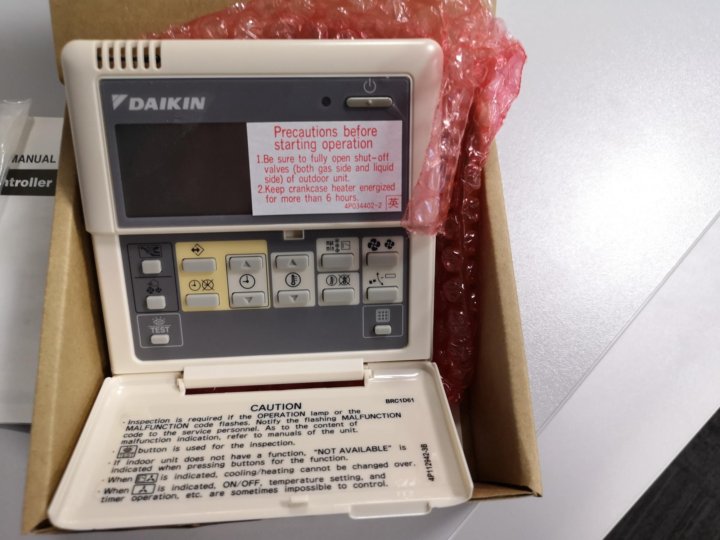 MANUAL
ntroller
DAIKIN
Precautions before
starting operation
1.Be sure to fully open shut-off
valves (both gas side and liquid
side) of outdoor unit.
2.Keep crankcase heater energized
for more than 6 hours.
4P034402-2 英
TEST
CAUTION
BRC1D61
· Inspection is required if the OPERATION lamp or the
MALFUNCTION code flashes. Notify the flashing MALFUNCTION
code to the service personnel. As to the content of
malfunction indication, refer to manuals of the unit.
· TEST button is used for the inspection.
· If indoor unit does not have a function, "NOT AVAILABLE" is
indicated when pressing buttons for the function.
· When is indicated, cooling/heating cannot be changed over.
· When is indicated, ON/OFF, temperature setting, and
timer operation, etc. are sometimes impossible to control.
4P112942-3B